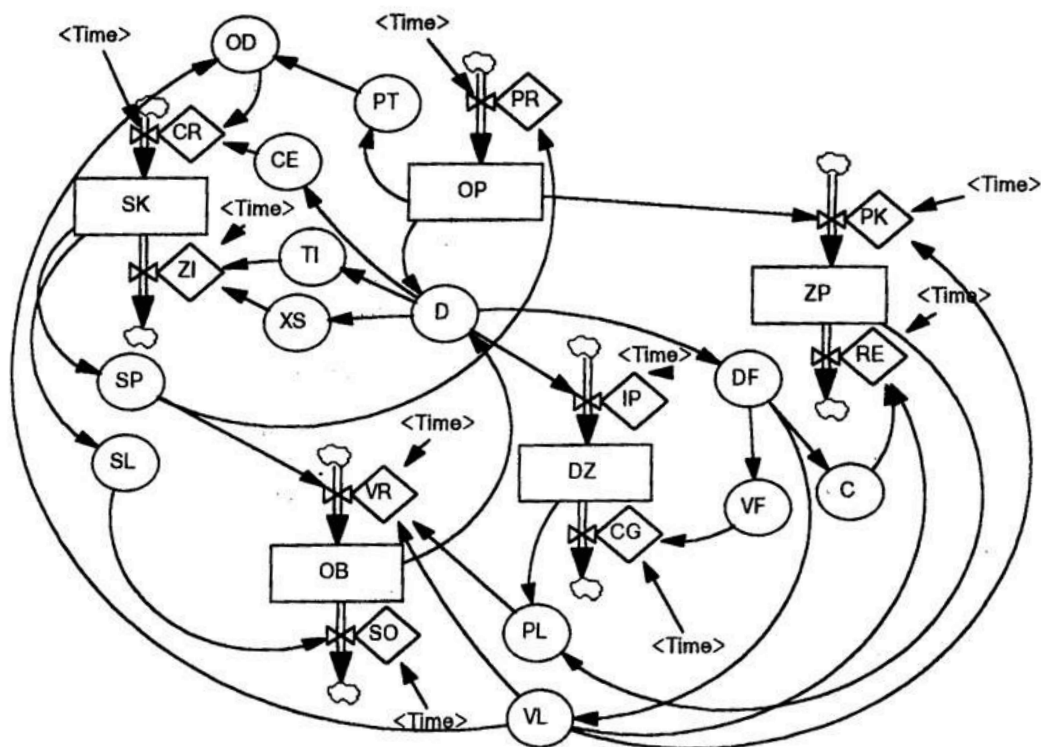 <Time>
OD
<Time>
PT
PR
CR
CE
OP
SK
<Time>
<Time>
PK
ZI
TI
ZP
XS
D
<Time>
SP
<Time>
DF
RE
IP
SL
<Time>
DZ
VR
VF
C
CG
OB
SO
PL
<Time>
<Time>
VL